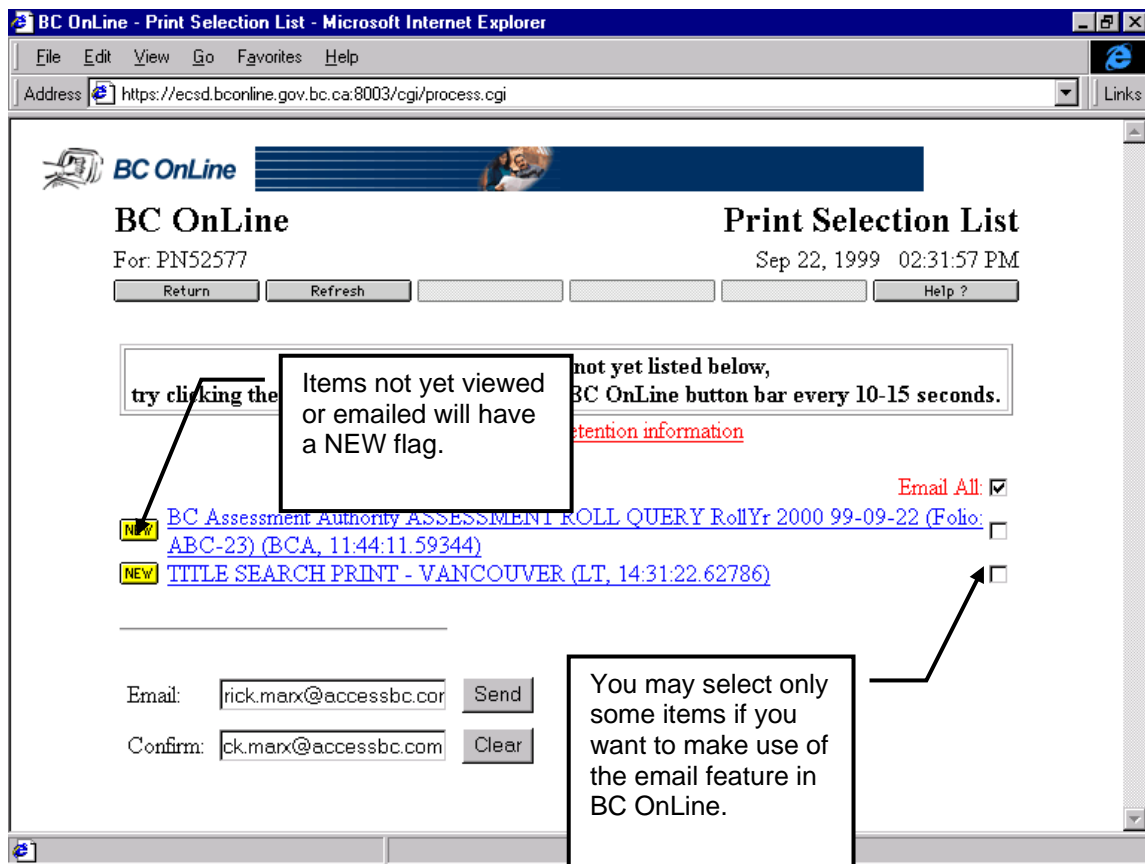 BC OnLine - Print Selection List - Microsoft Internet Explorer
File Edit View Go Favorites Help
Address https://ecsd.bconline.gov.bc.ca:8003/cgi/process.cgi Links
BC OnLine
BC OnLine Print Selection List
For: PN52577 Sep 22, 1999 02:31:57 PM
Return Refresh Help ?
not yet listed below,
try clicking the BC OnLine button bar every 10-15 seconds.
Items not yet viewed
or emailed will have
a NEW flag.
information
Email All:
NEW BC Assessment Authority ASSESSMENT ROLL QUERY RollYr 2000 99-09-22 (Folio:
ABC-23) (BCA, 11:44:11.59344)
NEW TITLE SEARCH PRINT - VANCOUVER (LT, 14:31:22.62786)
Email: rick.marx@accessbc.cor Send
Confirm: ck.marx@accessbc.com Clear
You may select only
some items if you
want to make use of
the email feature in
BC OnLine.